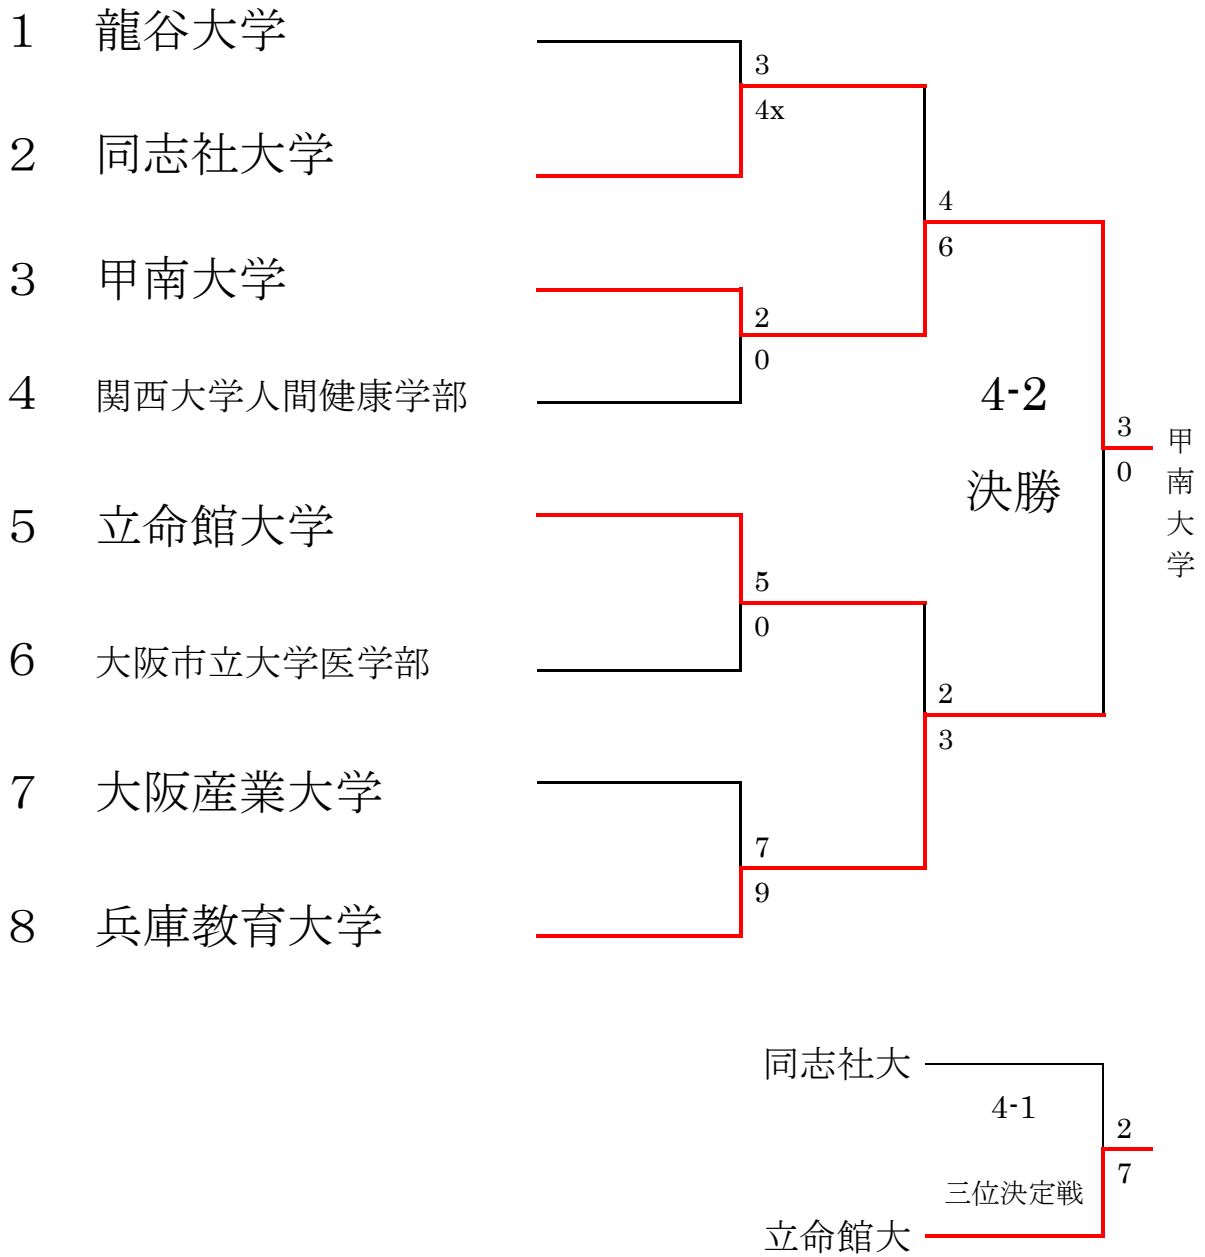 1 龍谷大学
3
4x
2 同志社大学
4
6
3 甲南大学
2
0
4 関西大学人間健康学部
4-2
決勝
3
0
甲南大学
5 立命館大学
5
0
6 大阪市立大学医学部
2
3
7 大阪産業大学
7
9
8 兵庫教育大学
同志社大
4-1
2
7
三位決定戦
立命館大